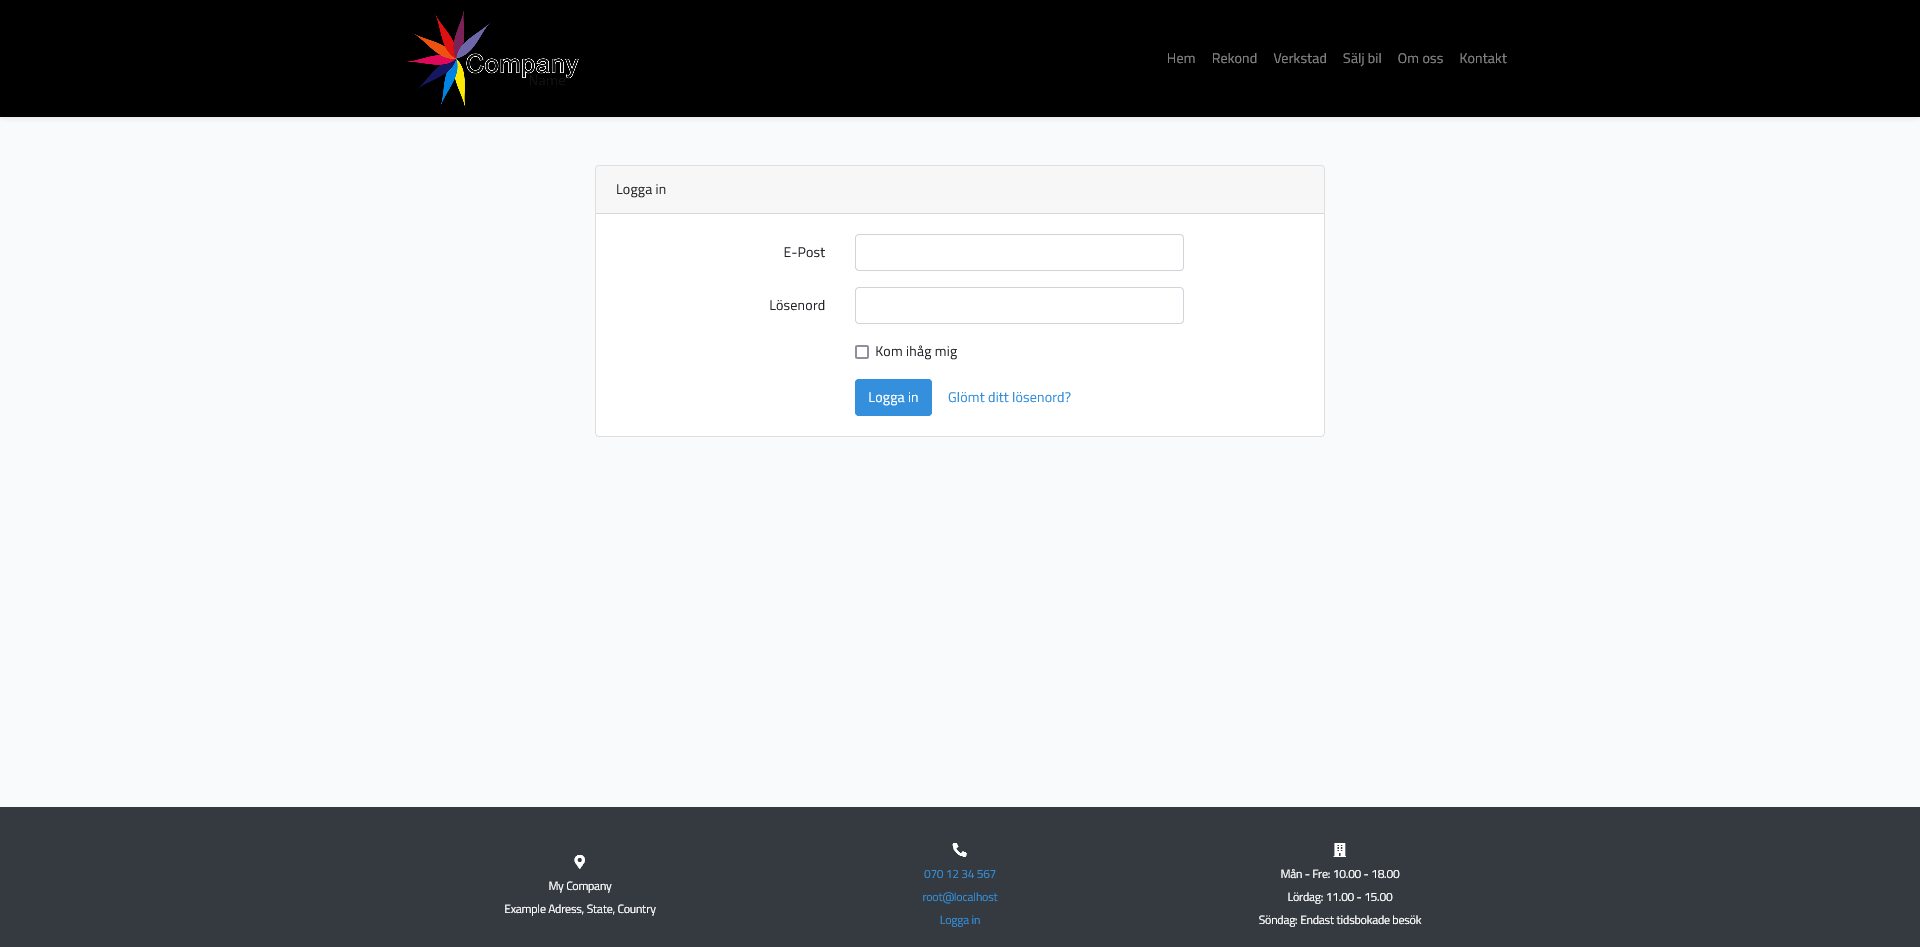 Company
Name
Hem Rekond Verkstad Sälj bil Om oss Kontakt
Logga in
E-Post
Lösenord
Kom ihåg mig
Logga in Glömt ditt lösenord?
My Company
Example Adress, State, Country
070 12 34 567
root@localhost
Logga in
Mån - Fre: 10.00 - 18.00
Lördag: 11.00 - 15.00
Söndag: Endast tidsbokade besök